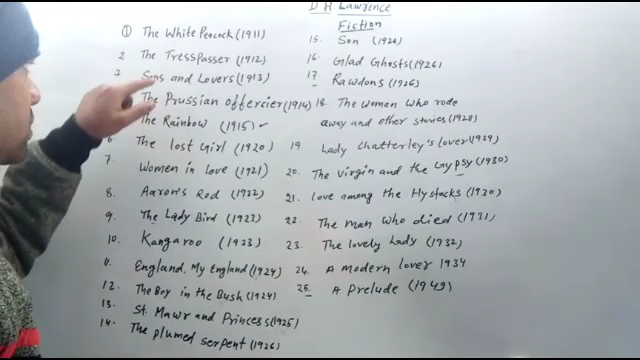 D H Lawrence
Fiction
1 The White Peacock (1911)
2 The Tresspasser (1912)
3 Sons and Lovers (1913)
The Prussian offercier (1914)
The Rainbow (1915)
6. The lost Girl (1920)
7. Women in love (1921)
8. Aaron's Rod (1922)
9. The Lady Bird (1923)
10. Kangaroo (1923)
11. England, My England (1924)
12. The Boy in the Bush (1924)
13. St. Mawr and Princess (1925)
14. The plumed serpent (1926)
15. Son (1926)
16. Glad Ghosts (1926)
17. Rawdons (1926)
18. The woman who rode
away and other stories (1928)
19. Lady Chatterley's lover (1929)
20. The virgin and the Gypsy (1930)
21. Love among the Hystacks (1930)
22. The man who died (1931)
23. The lovely Lady (1932)
24. A modern lover 1934
25. A prelude (1949)